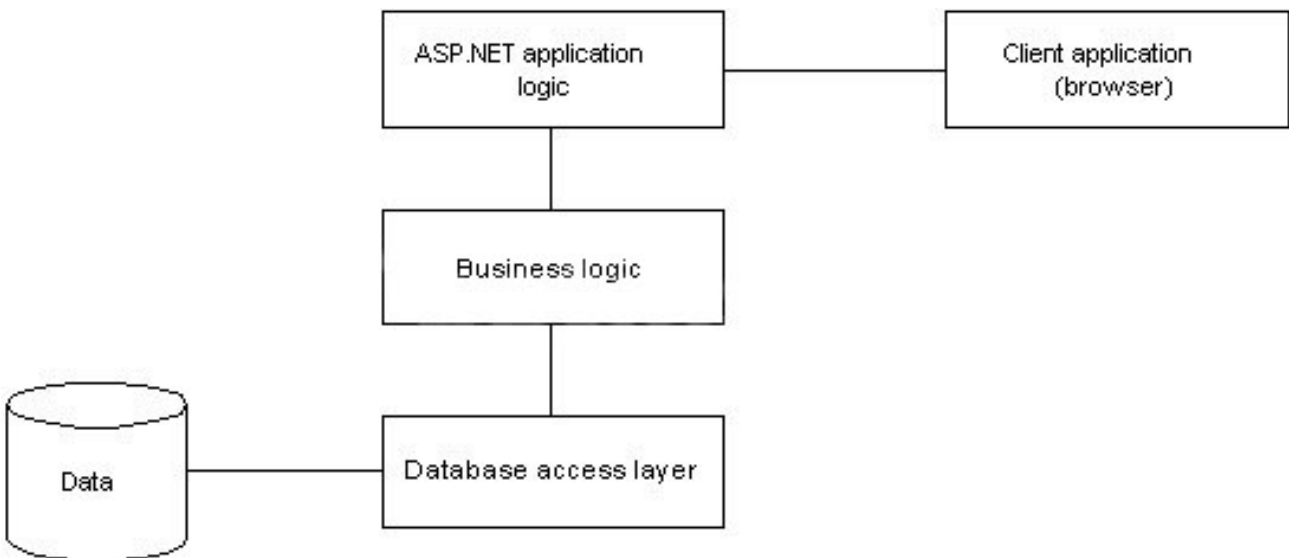 ASP.NET application
logic
Client application
(browser)
Business logic
Database access layer
Data